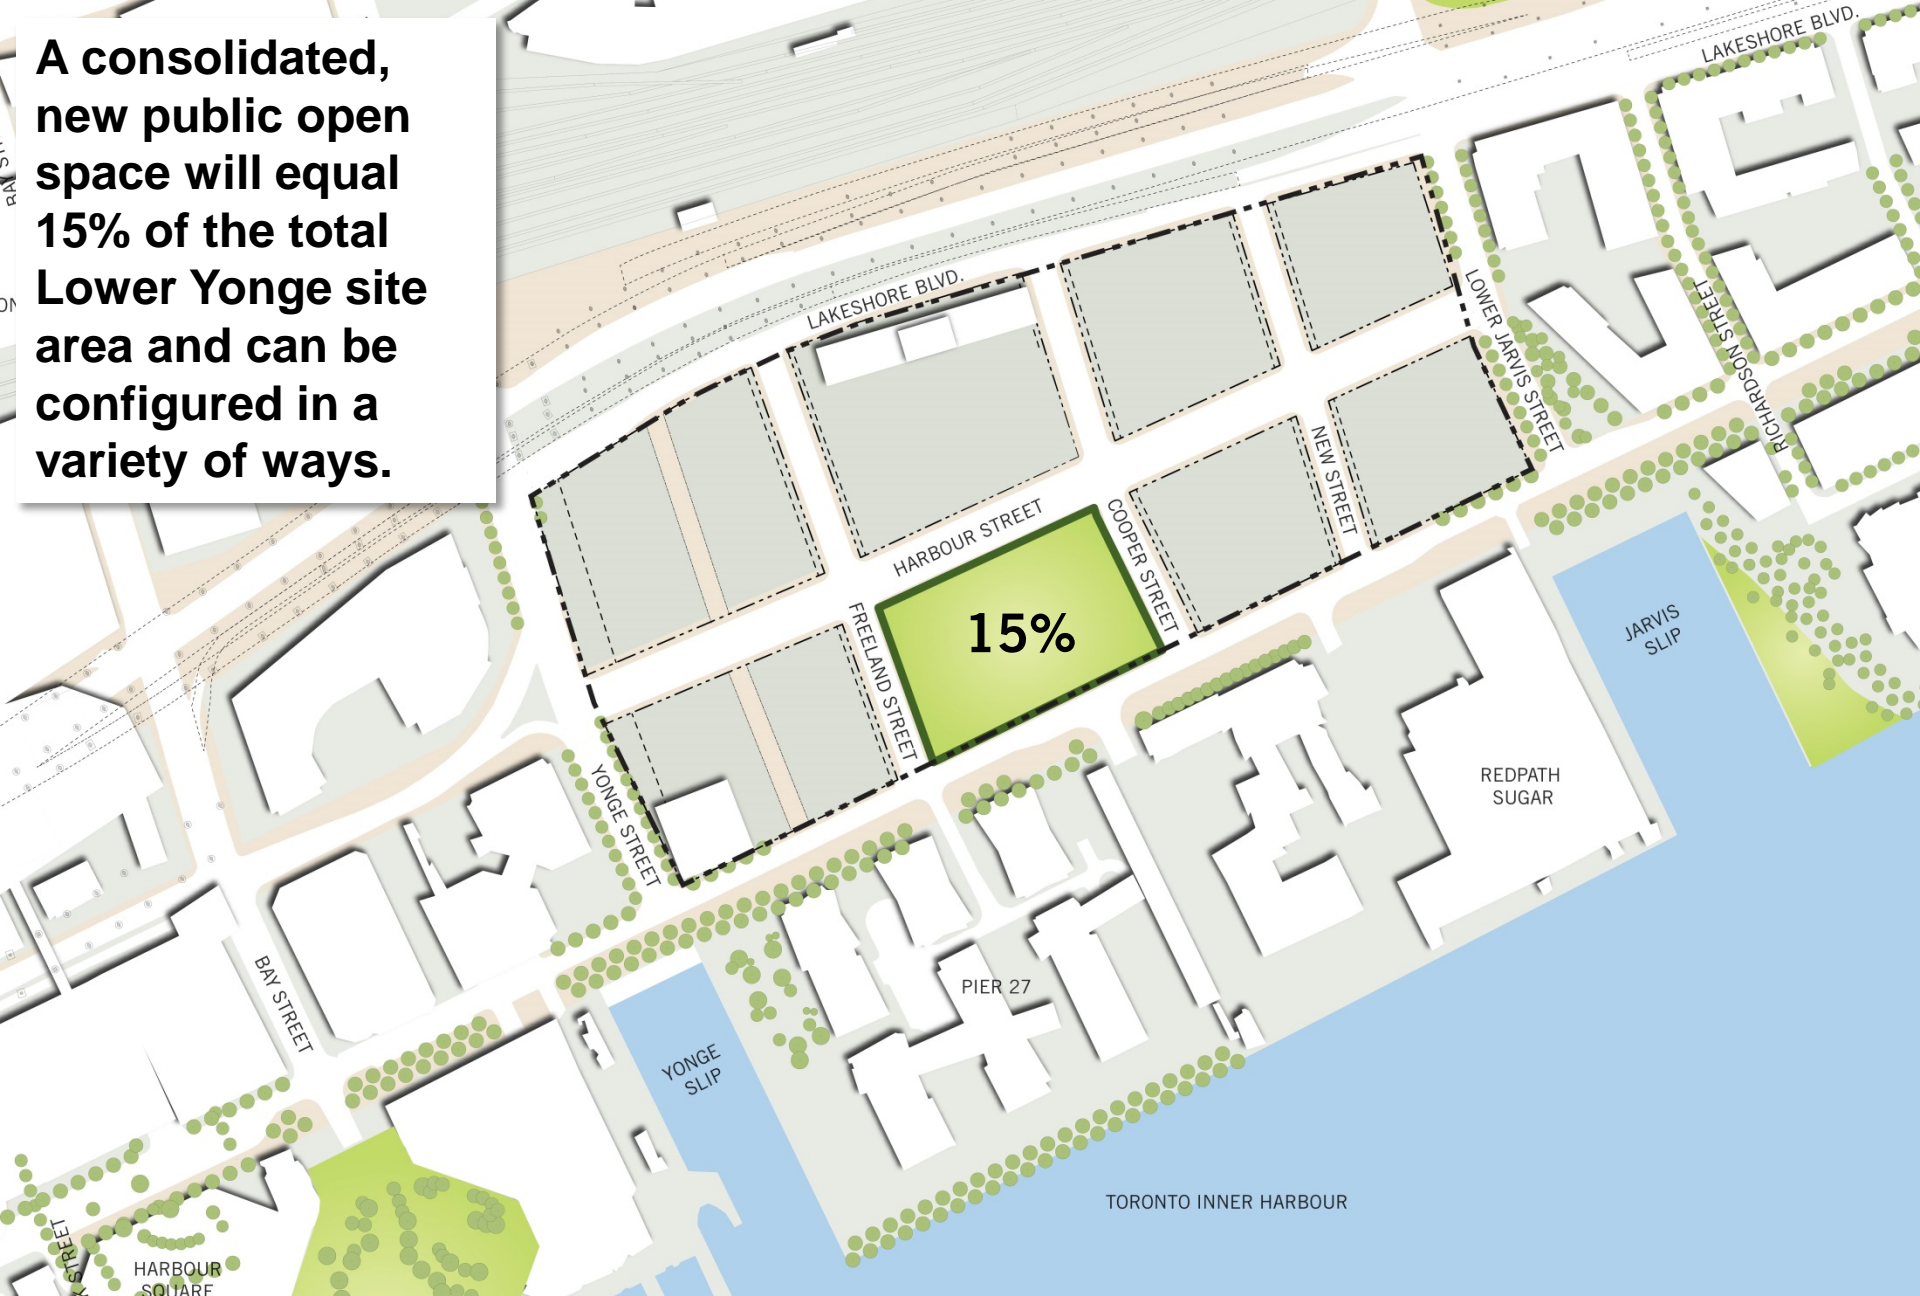 A consolidated,
new public open
space will equal
15% of the total
Lower Yonge site
area and can be
configured in a
variety of ways.
LAKESHORE BLVD.
LAKESHORE BLVD.
LOWER JARVIS STREET
RICHARDSON STREET
HARBOUR STREET
COOPER STREET
NEW STREET
FREELAND STREET
15%
YONGE STREET
BAY STREET
JARVIS
SLIP
REDPATH
SUGAR
PIER 27
YONGE
SLIP
TORONTO INNER HARBOUR
HARBOUR
SQUARE
STREET